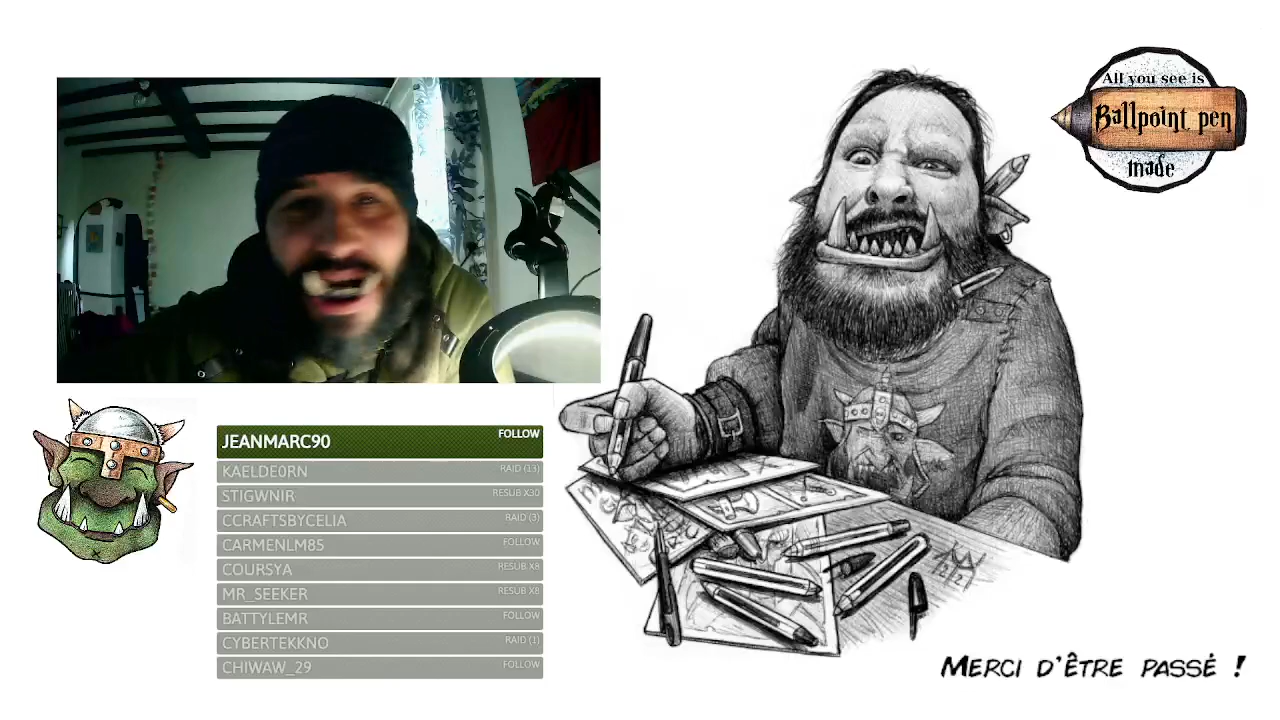 All you see is
Ballpoint pen
made
JEANMARC90 FOLLOW
KAELDE0RN RAID (13)
STIGWNIR RESUB X30
CCRAFTSBYCELIA RAID (3)
CARMENLM85 FOLLOW
COURSYA RESUB X8
MR_SEEKER RESUB X8
BATTYLEMR FOLLOW
CYBERTEKKNO RAID (1)
CHIWAW_29 FOLLOW
MERCI D'ÊTRE PASSÉ !